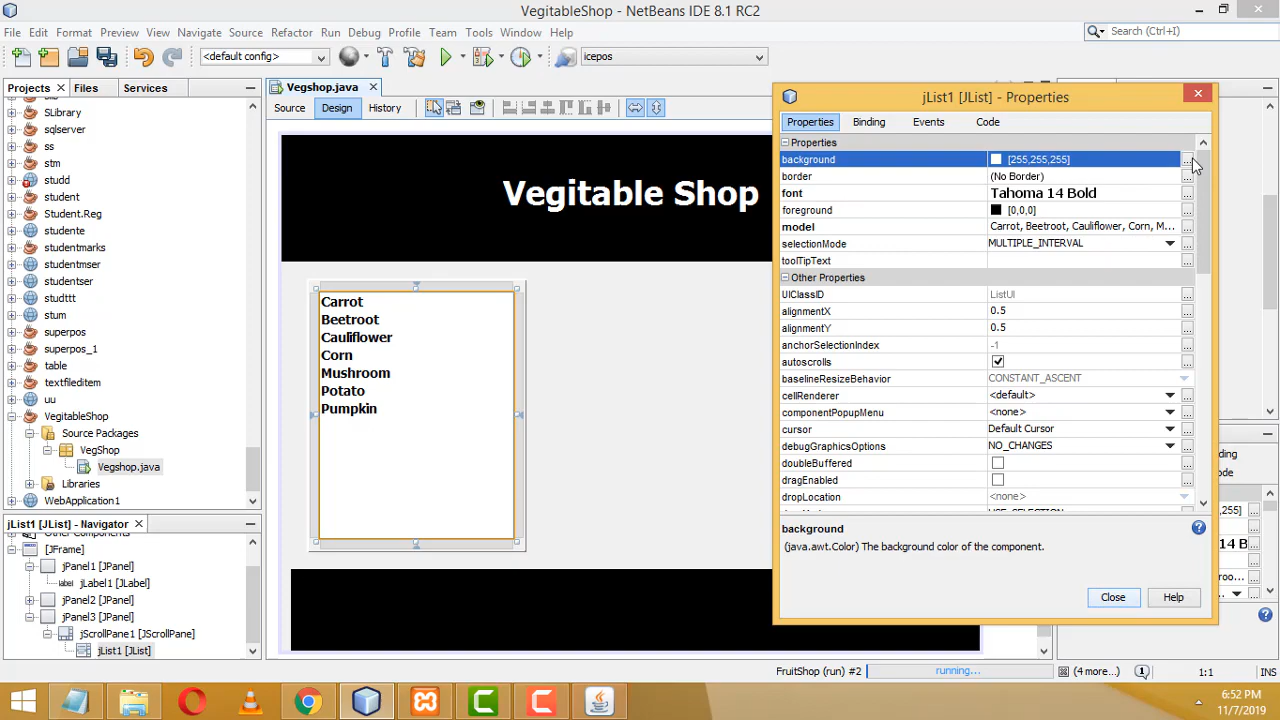 VegitableShop - NetBeans IDE 8.1 RC2
File Edit Format Preview View Navigate Source Refactor Run Debug Profile Team Tools Window Help
Search (Ctrl+I)
<default config>
icepos
Projects Files Services
Vegshop.java
Source Design History
SLibrary
sqlserver
ss
stm
studd
student
Student.Reg
studente
studentmarks
studentmser
studentser
studttt
stum
superpos
superpos_1
table
textfileditem
uu
VegitableShop
Source Packages
VegShop
Vegshop.java
Libraries
WebApplication1
jList1 [JList] - Navigator
Other Components
[JFrame]
jPanel1 [JPanel]
label
jLabel1 [JLabel]
jPanel2 [JPanel]
jPanel3 [JPanel]
jScrollPane1 [JScrollPane]
jList1 [JList]
Vegitable Shop
Carrot
Beetroot
Cauliflower
Corn
Mushroom
Potato
Pumpkin
jList1 [JList] - Properties
Properties Binding Events Code
Properties
background [255,255,255]
border (No Border)
font Tahoma 14 Bold
foreground [0,0,0]
model Carrot, Beetroot, Cauliflower, Corn, M...
selectionMode MULTIPLE_INTERVAL
toolTipText
Other Properties
UIClassID ListUI
alignmentX 0.5
alignmentY 0.5
anchorSelectionIndex -1
autoscrolls
baselineResizeBehavior CONSTANT_ASCENT
cellRenderer <default>
componentPopupMenu <none>
cursor Default Cursor
debugGraphicsOptions NO_CHANGES
doubleBuffered
dragEnabled
dropLocation <none>
background
(java.awt.Color) The background color of the component.
Close Help
FruitShop (run) #2 running... (4 more...) 1 1:1 INS
6:52 PM
11/7/2019